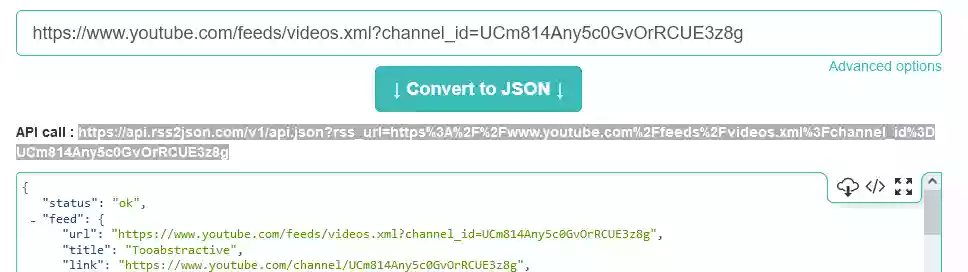 https://www.youtube.com/feeds/videos.xml?channel_id=UCm814Any5c0GvOrRCUE3z8g
Advanced options
↓ Convert to JSON ↓
API call : https://api.rss2json.com/v1/api.json?rss_url=https%3A%2F%2Fwww.youtube.com%2Ffeeds%2Fvideos.xml%3Fchannel_id%3D
UCm814Any5c0GvOrRCUE3z8g
{
"status": "ok",
- "feed": {
"url": "https://www.youtube.com/feeds/videos.xml?channel_id=UCm814Any5c0GvOrRCUE3z8g",
"title": "Tooabstractive",
"link": "https://www.youtube.com/channel/UCm814Any5c0GvOrRCUE3z8g",